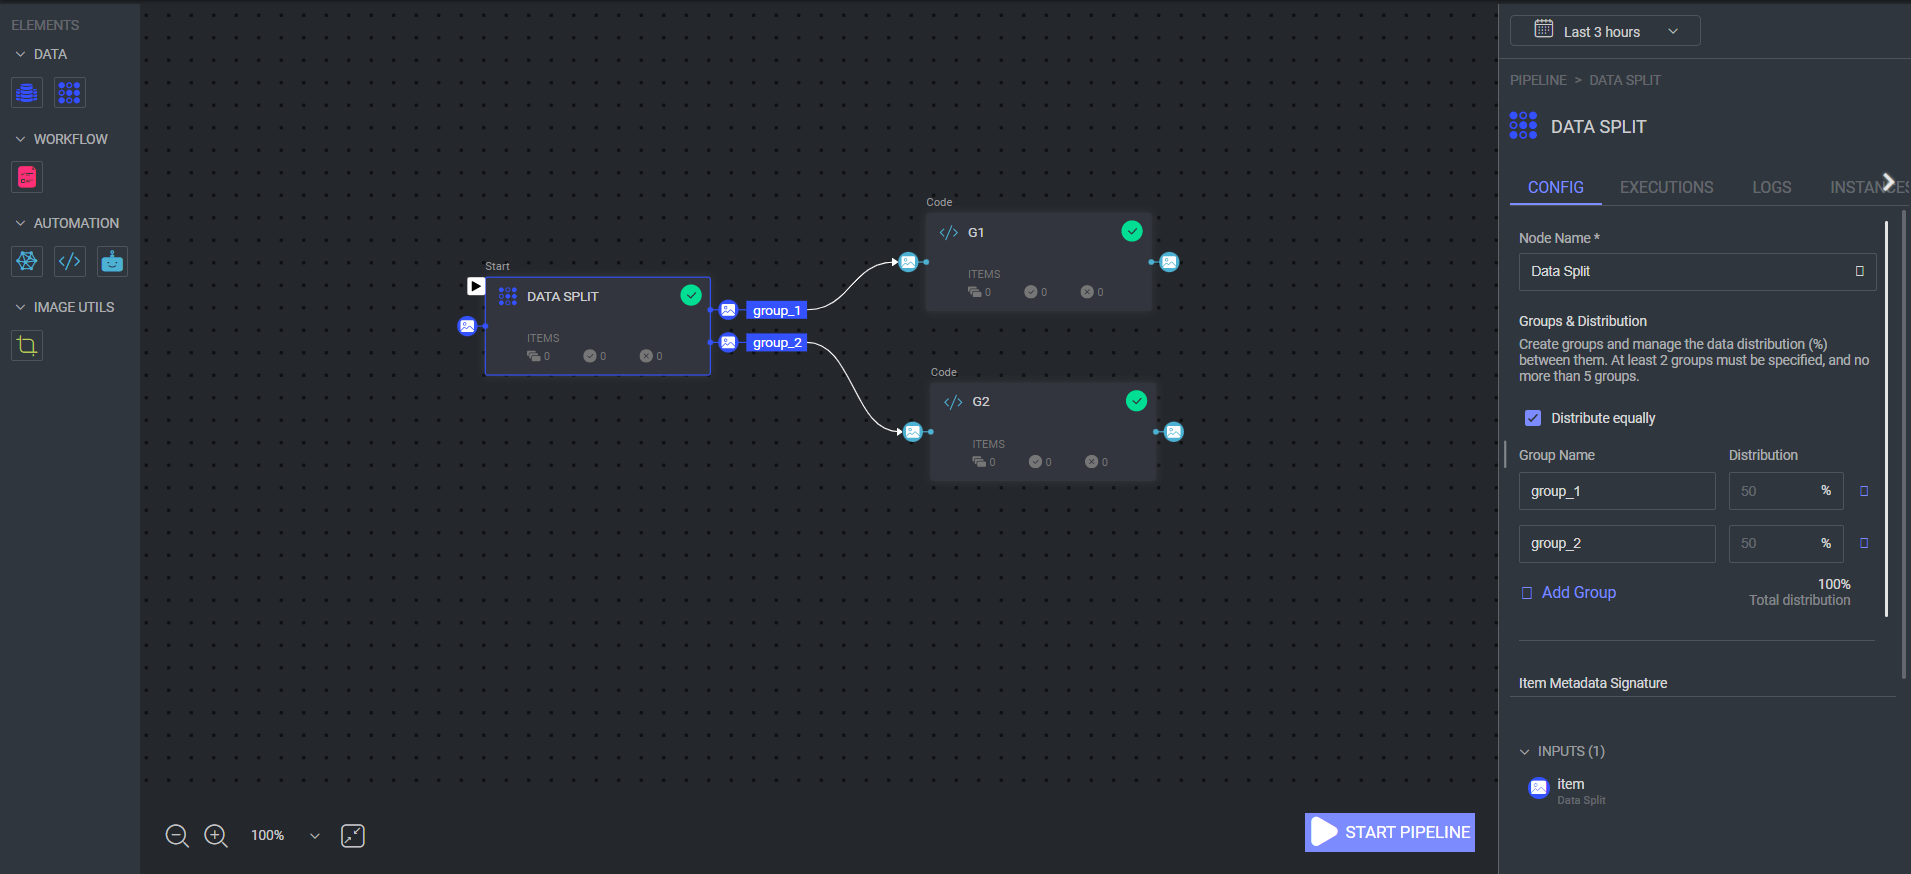 ELEMENTS
DATA
WORKFLOW
AUTOMATION
IMAGE UTILS
Start
DATA SPLIT
ITEMS
0 0 0
group_1
group_2
Code
G1
ITEMS
0 0 0
Code
G2
ITEMS
0 0 0
100%
START PIPELINE
Last 3 hours
PIPELINE > DATA SPLIT
DATA SPLIT
CONFIG EXECUTIONS LOGS INSTANCES
Node Name *
Data Split
Groups & Distribution
Create groups and manage the data distribution (%)
between them. At least 2 groups must be specified, and no
more than 5 groups.
Distribute equally
Group Name Distribution
group_1 50 %
group_2 50 %
Add Group
100%
Total distribution
Item Metadata Signature
INPUTS (1)
item
Data Split